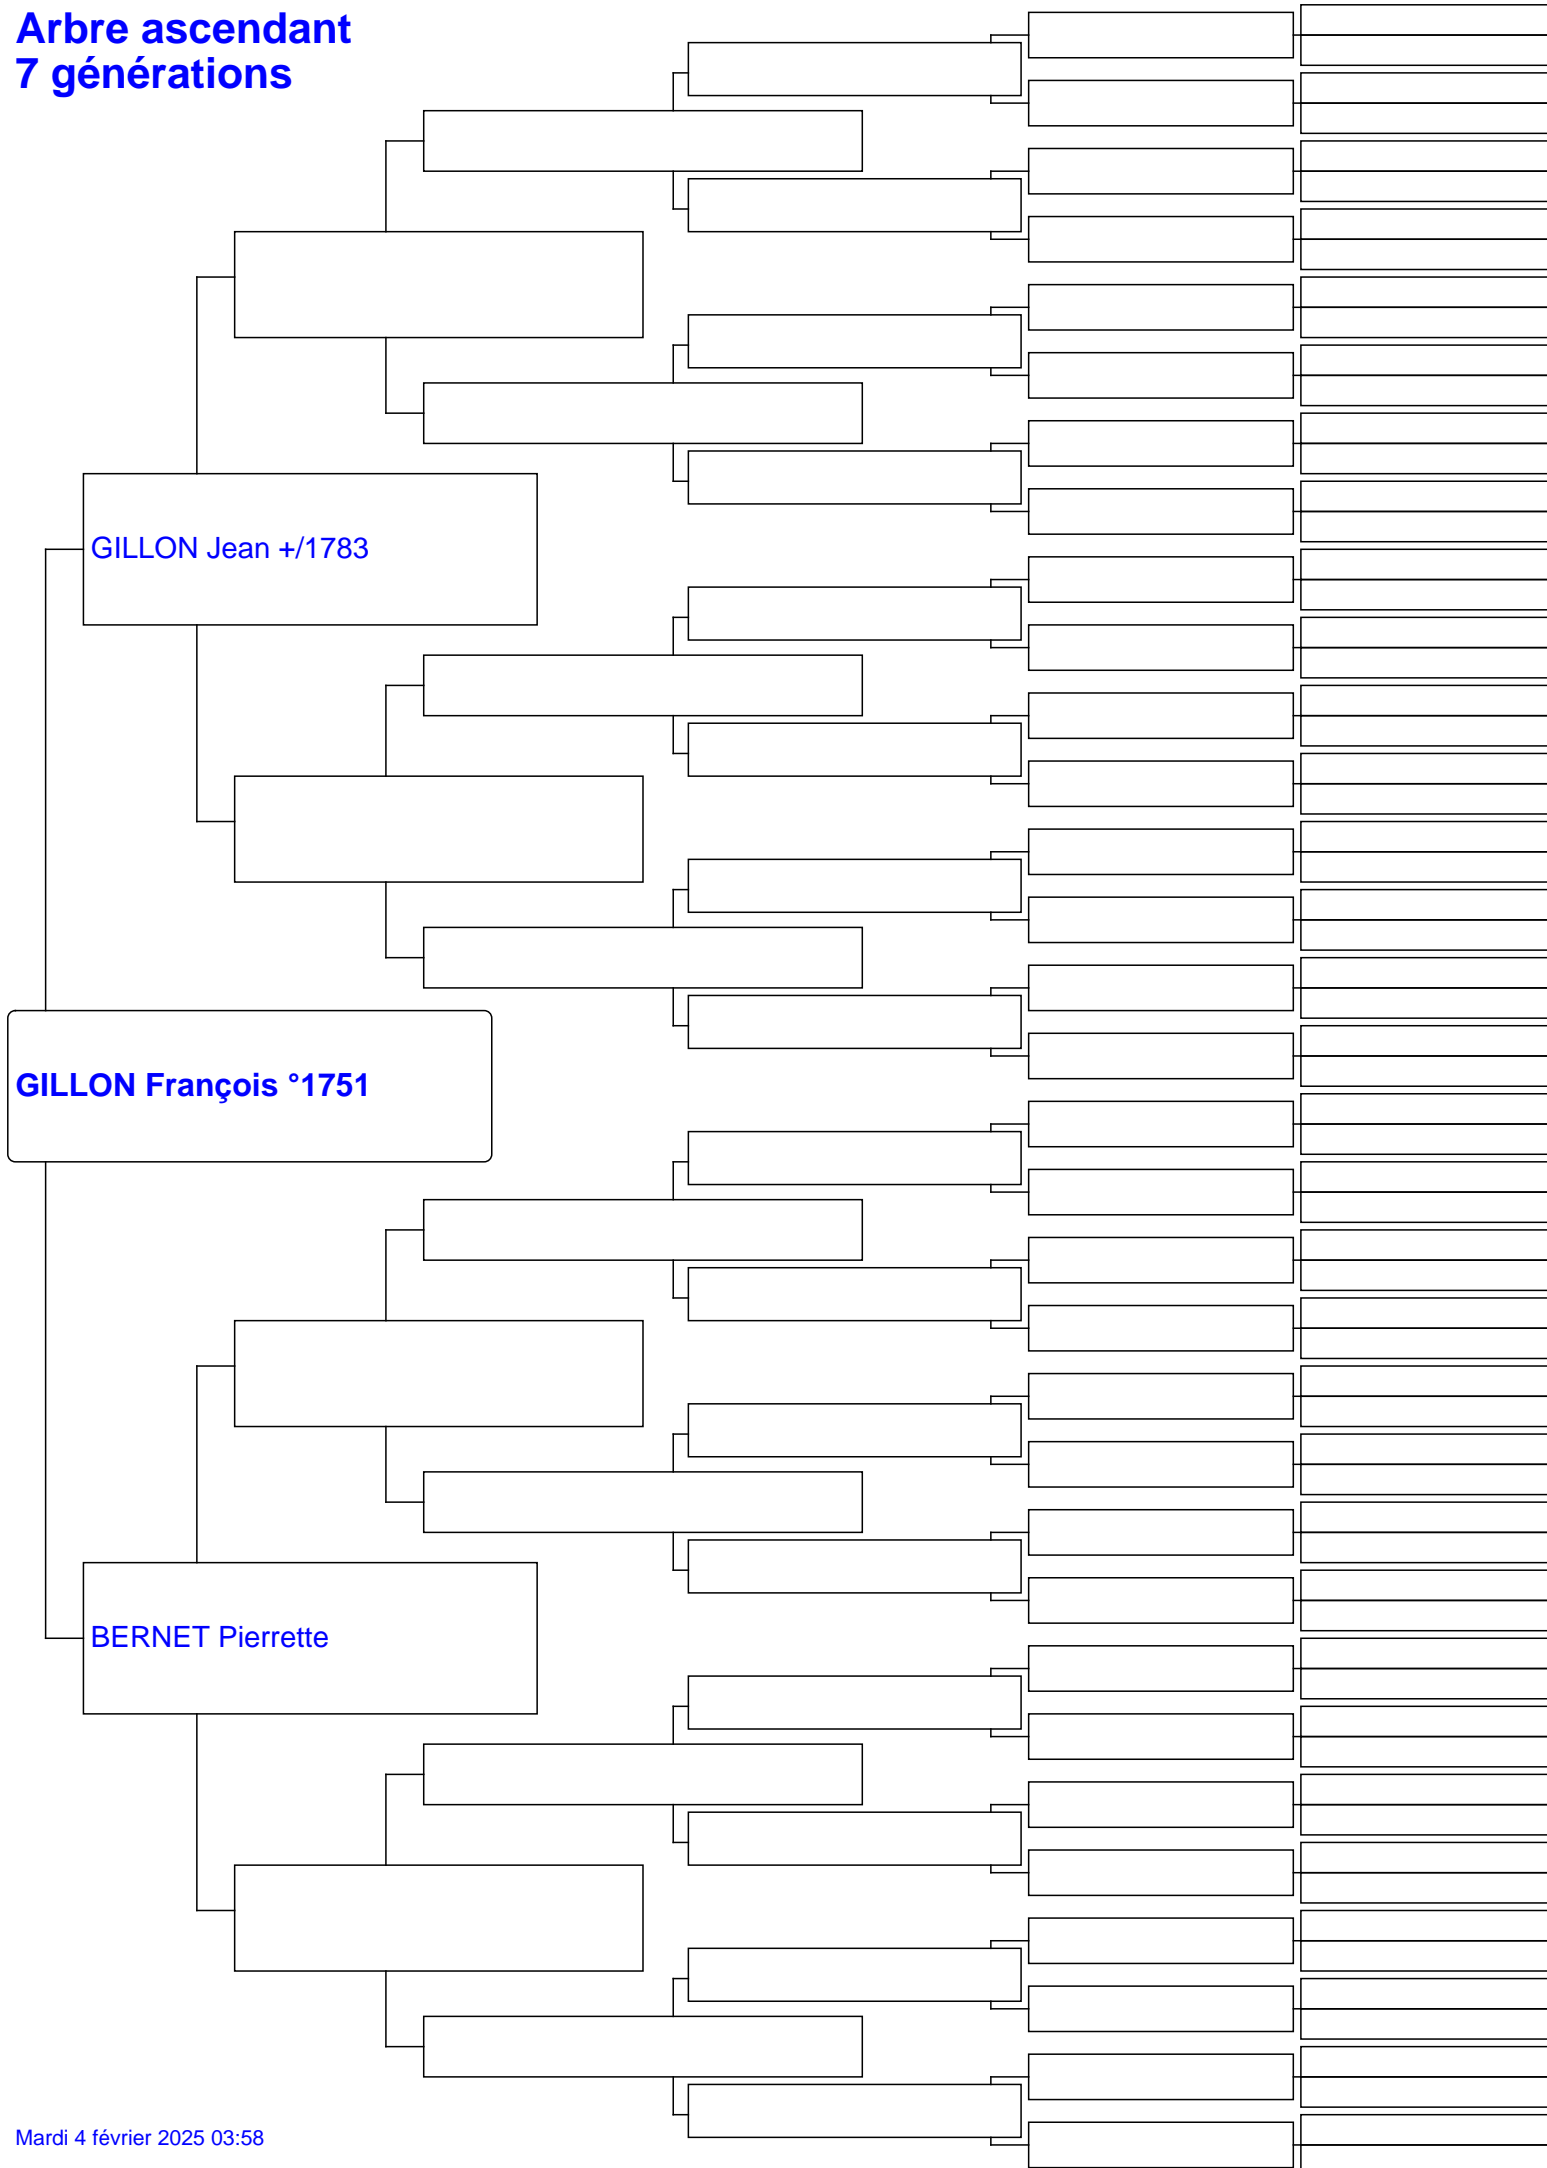 Arbre ascendant
7 générations
GILLON Jean +/1783
GILLON François °1751
BERNET Pierrette
Mardi 4 février 2025 03:58